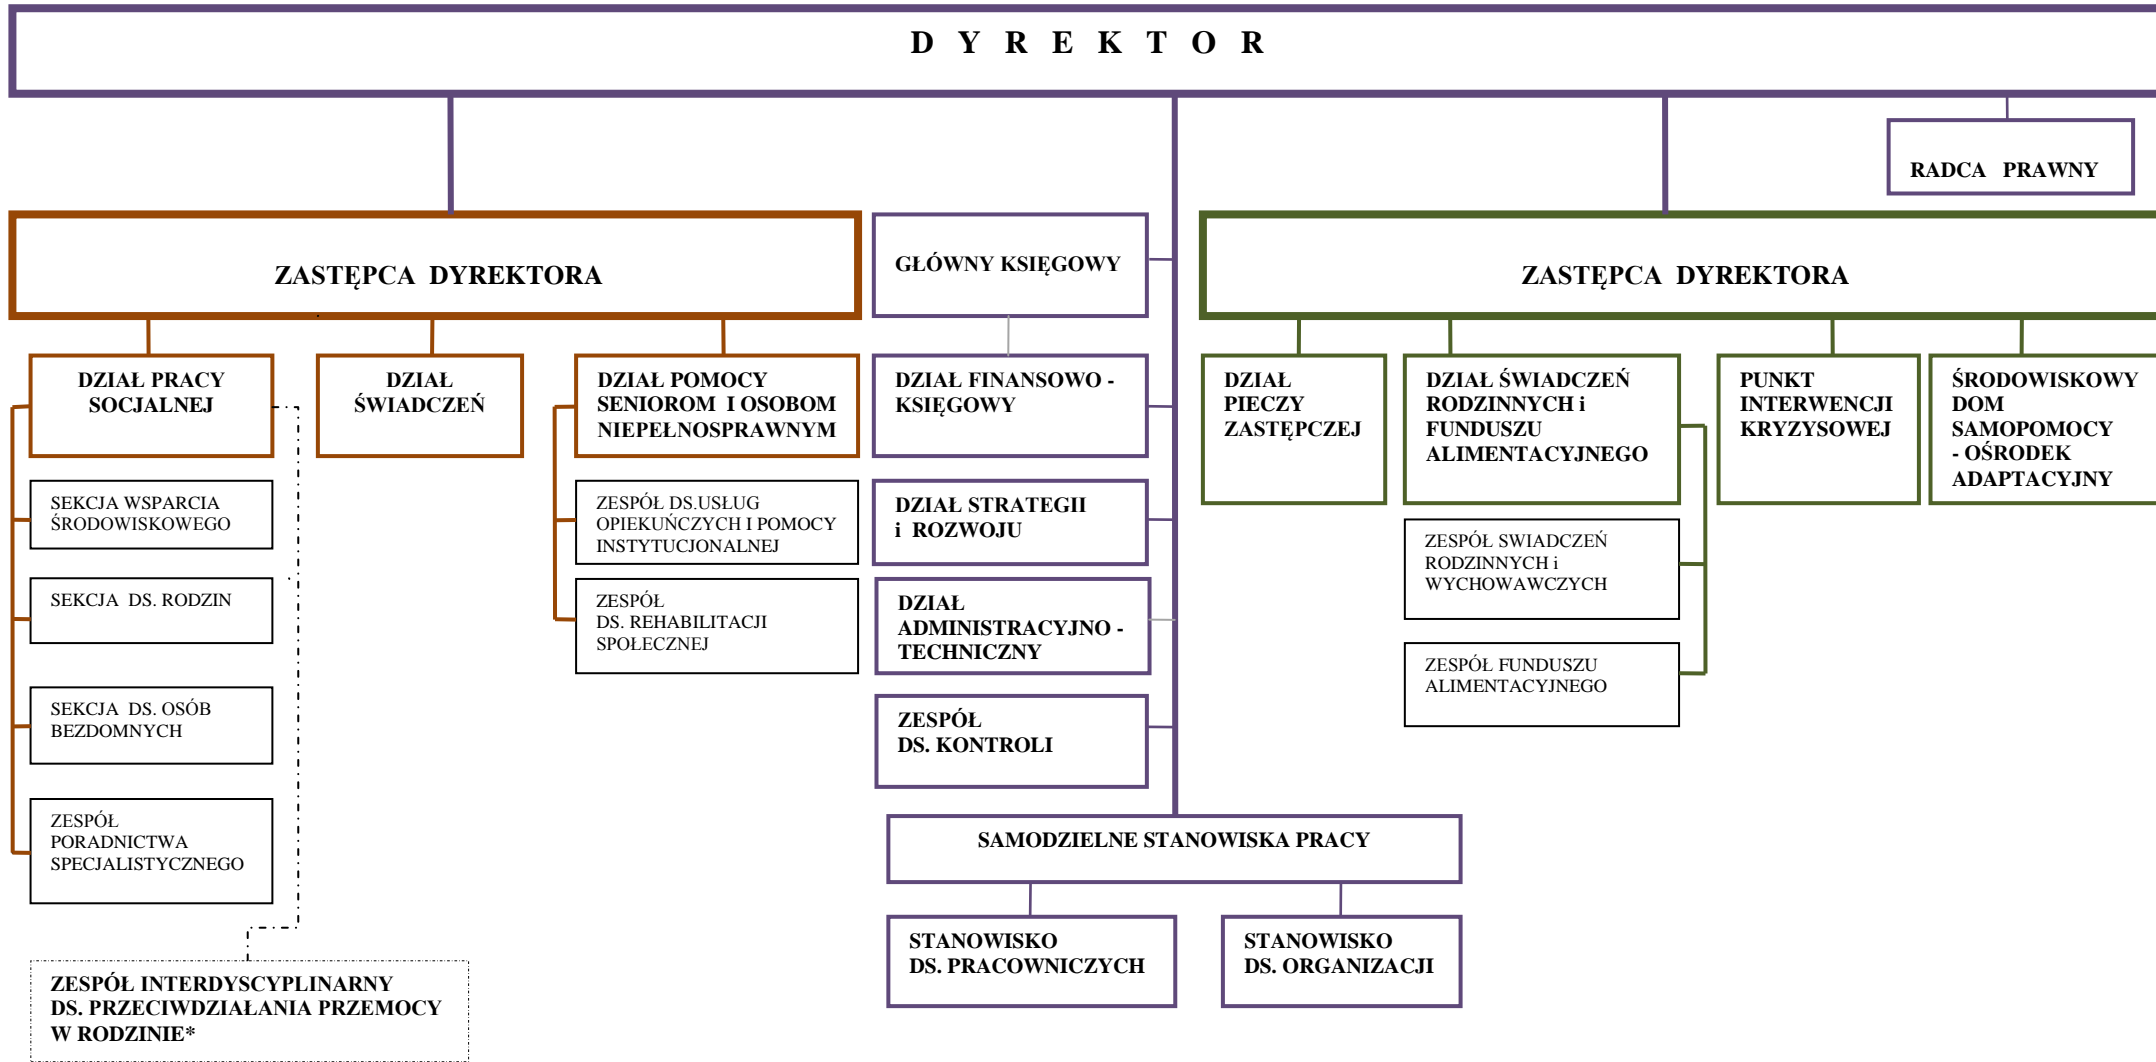 D Y R E K T O R
RADCA PRAWNY
ZASTĘPCA DYREKTORA
GŁÓWNY KSIĘGOWY
ZASTĘPCA DYREKTORA
DZIAŁ PRACY
SOCJALNEJ
DZIAŁ
ŚWIADCZEŃ
DZIAŁ POMOCY
SENIOROM I OSOBOM
NIEPEŁNOSPRAWNYM
DZIAŁ FINANSOWO -
KSIĘGOWY
DZIAŁ
PIECZY
ZASTĘPCZEJ
DZIAŁ ŚWIADCZEŃ
RODZINNYCH i
FUNDUSZU
ALIMENTACYJNEGO
PUNKT
INTERWENCJI
KRYZYSOWEJ
ŚRODOWISKOWY
DOM
SAMOPOMOCY
- OŚRODEK
ADAPTACYJNY
SEKCJA WSPARCIA
ŚRODOWISKOWEGO
ZESPÓŁ DS.USŁUG
OPIEKUŃCZYCH I POMOCY
INSTYTUCJONALNEJ
DZIAŁ STRATEGII
i ROZWOJU
ZESPÓŁ SWIADCZEŃ
RODZINNYCH i
WYCHOWAWCZYCH
SEKCJA DS. RODZIN
ZESPÓŁ
DS. REHABILITACJI
SPOŁECZNEJ
DZIAŁ
ADMINISTRACYJNO -
TECHNICZNY
ZESPÓŁ FUNDUSZU
ALIMENTACYJNEGO
SEKCJA DS. OSÓB
BEZDOMNYCH
ZESPÓŁ
DS. KONTROLI
ZESPÓŁ
PORADNICTWA
SPECJALISTYCZNEGO
SAMODZIELNE STANOWISKA PRACY
STANOWISKO
DS. PRACOWNICZYCH
STANOWISKO
DS. ORGANIZACJI
ZESPÓŁ INTERDYSCYPLINARNY
DS. PRZECIWDZIAŁANIA PRZEMOCY
W RODZINIE*